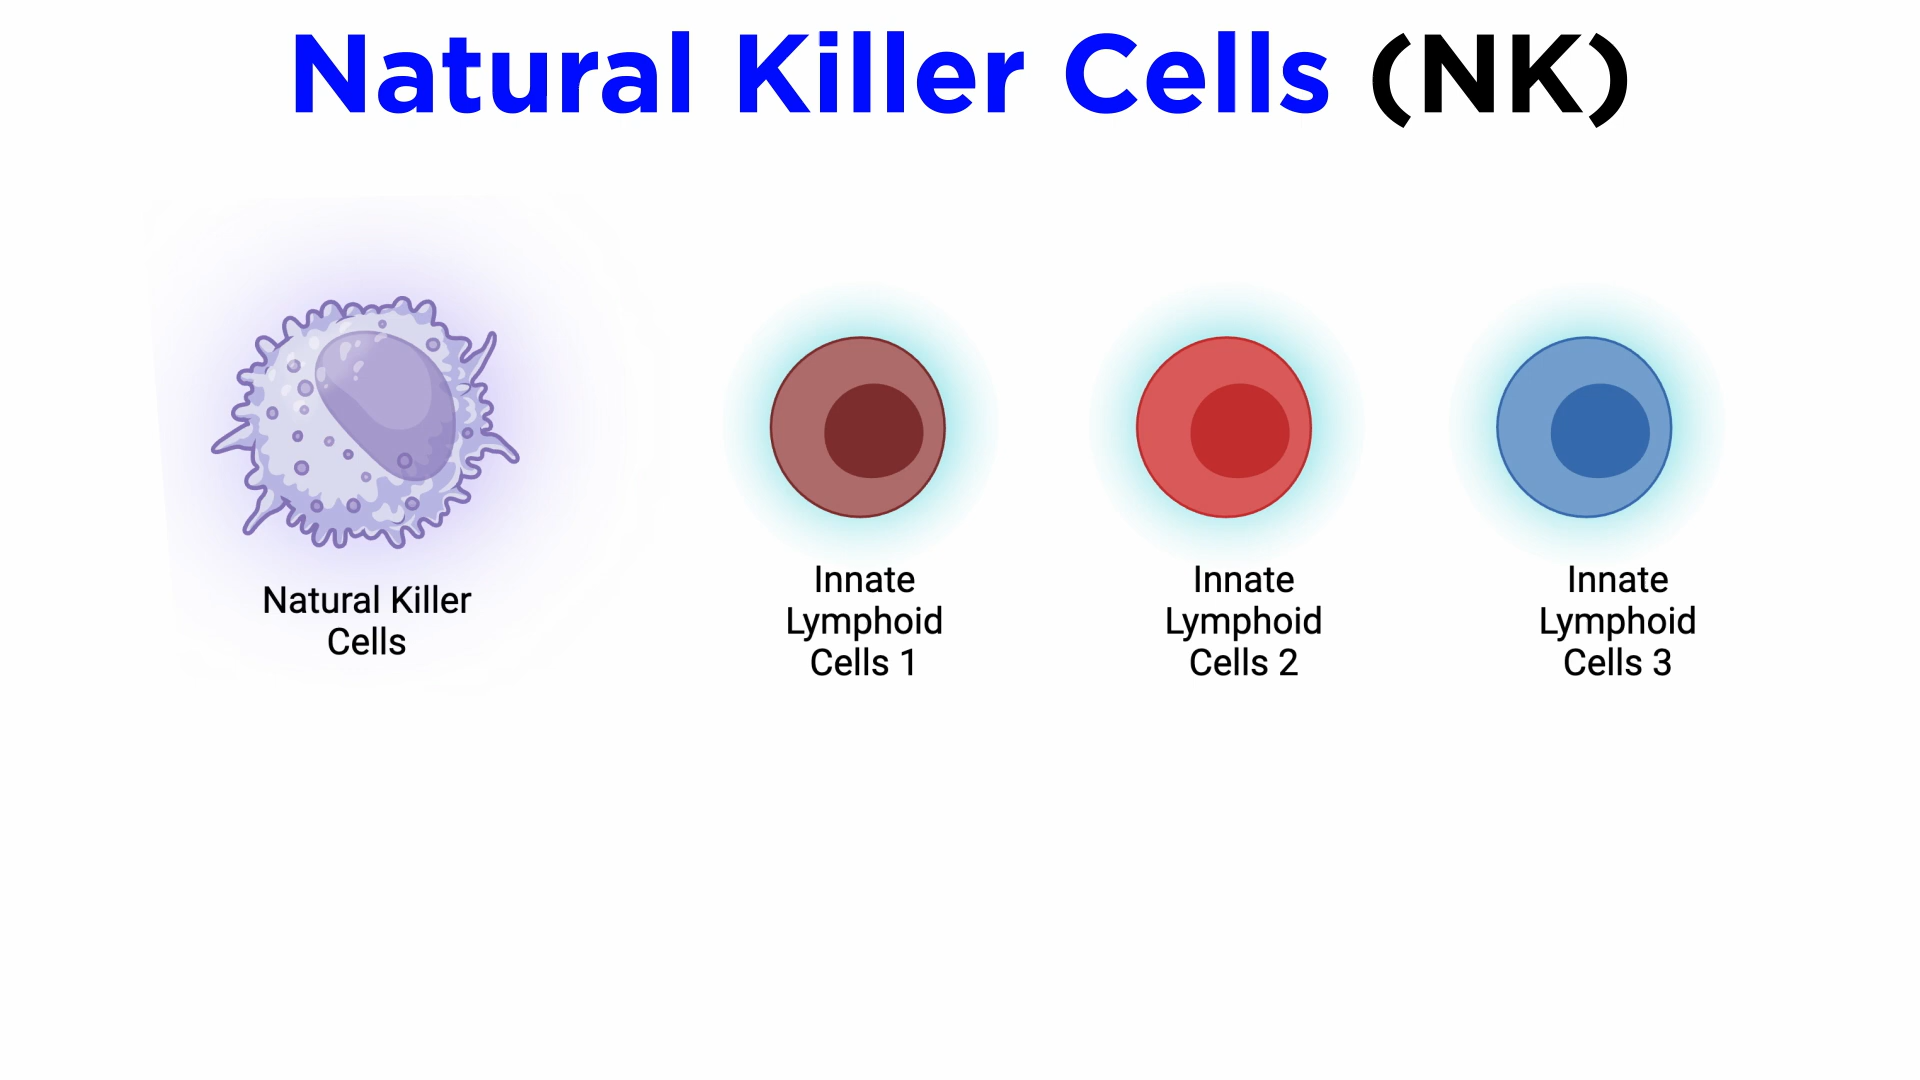 Natural Killer Cells (NK)
Natural Killer
Cells
Innate
Lymphoid
Cells 1
Innate
Lymphoid
Cells 2
Innate
Lymphoid
Cells 3